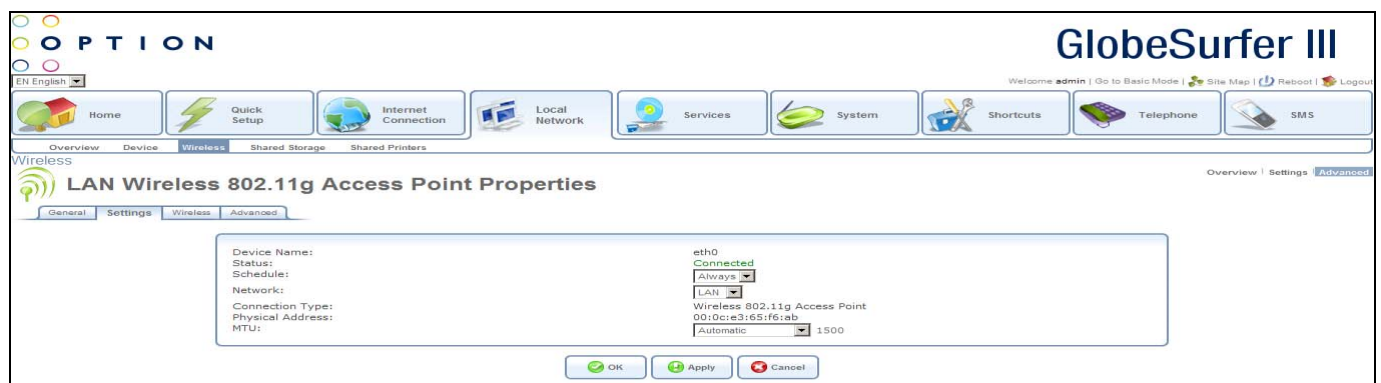 OPTION
GlobeSurfer III
EN English
Welcome admin | Go to Basic Mode | Site Map | Reboot | Logout
Home
Quick Setup
Internet Connection
Local Network
Services
System
Shortcuts
Telephone
SMS
Overview Device Wireless Shared Storage Shared Printers
Wireless
Overview | Settings | Advanced
LAN Wireless 802.11g Access Point Properties
General Settings Wireless Advanced
Device Name: eth0
Status: Connected
Schedule: Always
Network: LAN
Connection Type: Wireless 802.11g Access Point
Physical Address: 00:0c:e3:65:f6:ab
MTU: Automatic 1500
OK Apply Cancel